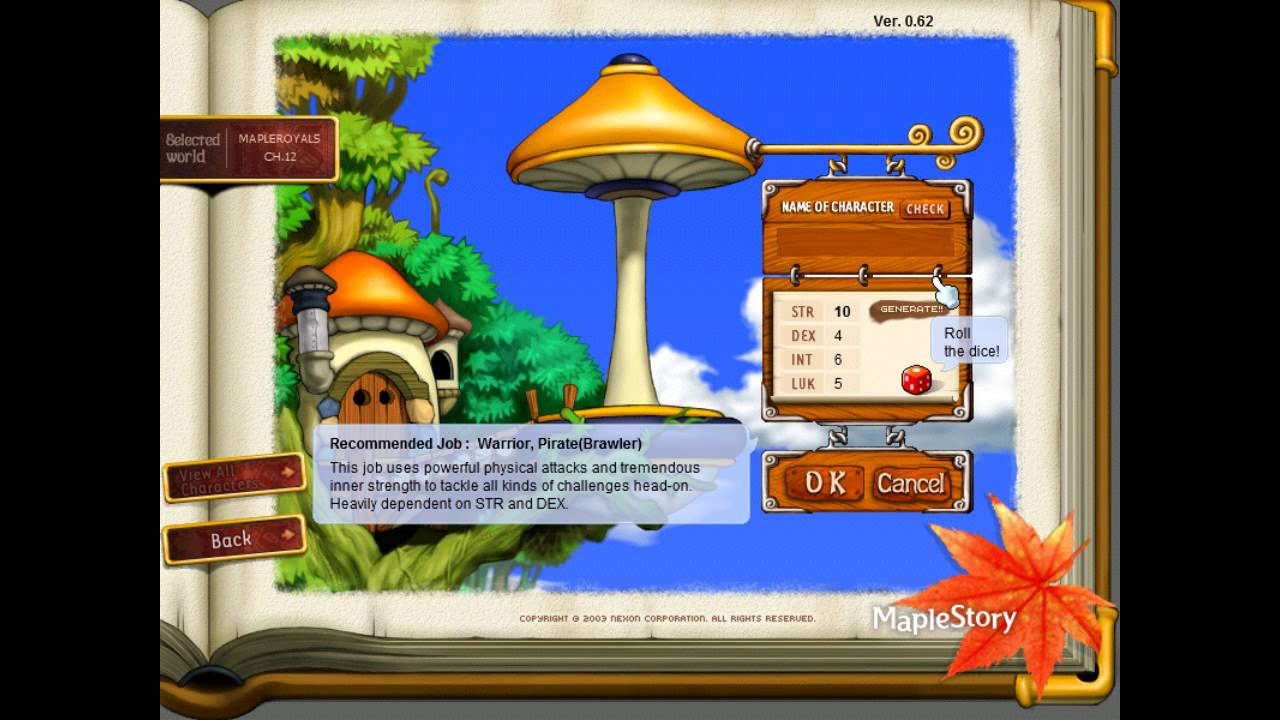 Ver. 0.62
Selected world
MAPLEROYALS
CH.12
NAME OF CHARACTER CHECK
STR 10
GENERATE!!
DEX 4
INT 6
LUK 5
Roll
the dice!
Recommended Job : Warrior, Pirate(Brawler)
This job uses powerful physical attacks and tremendous
inner strength to tackle all kinds of challenges head-on.
Heavily dependent on STR and DEX.
OK Cancel
View All
Characters
Back
COPYRIGHT @ 2003 NEXON CORPORATION. ALL RIGHTS RESERVED.
MapleStory